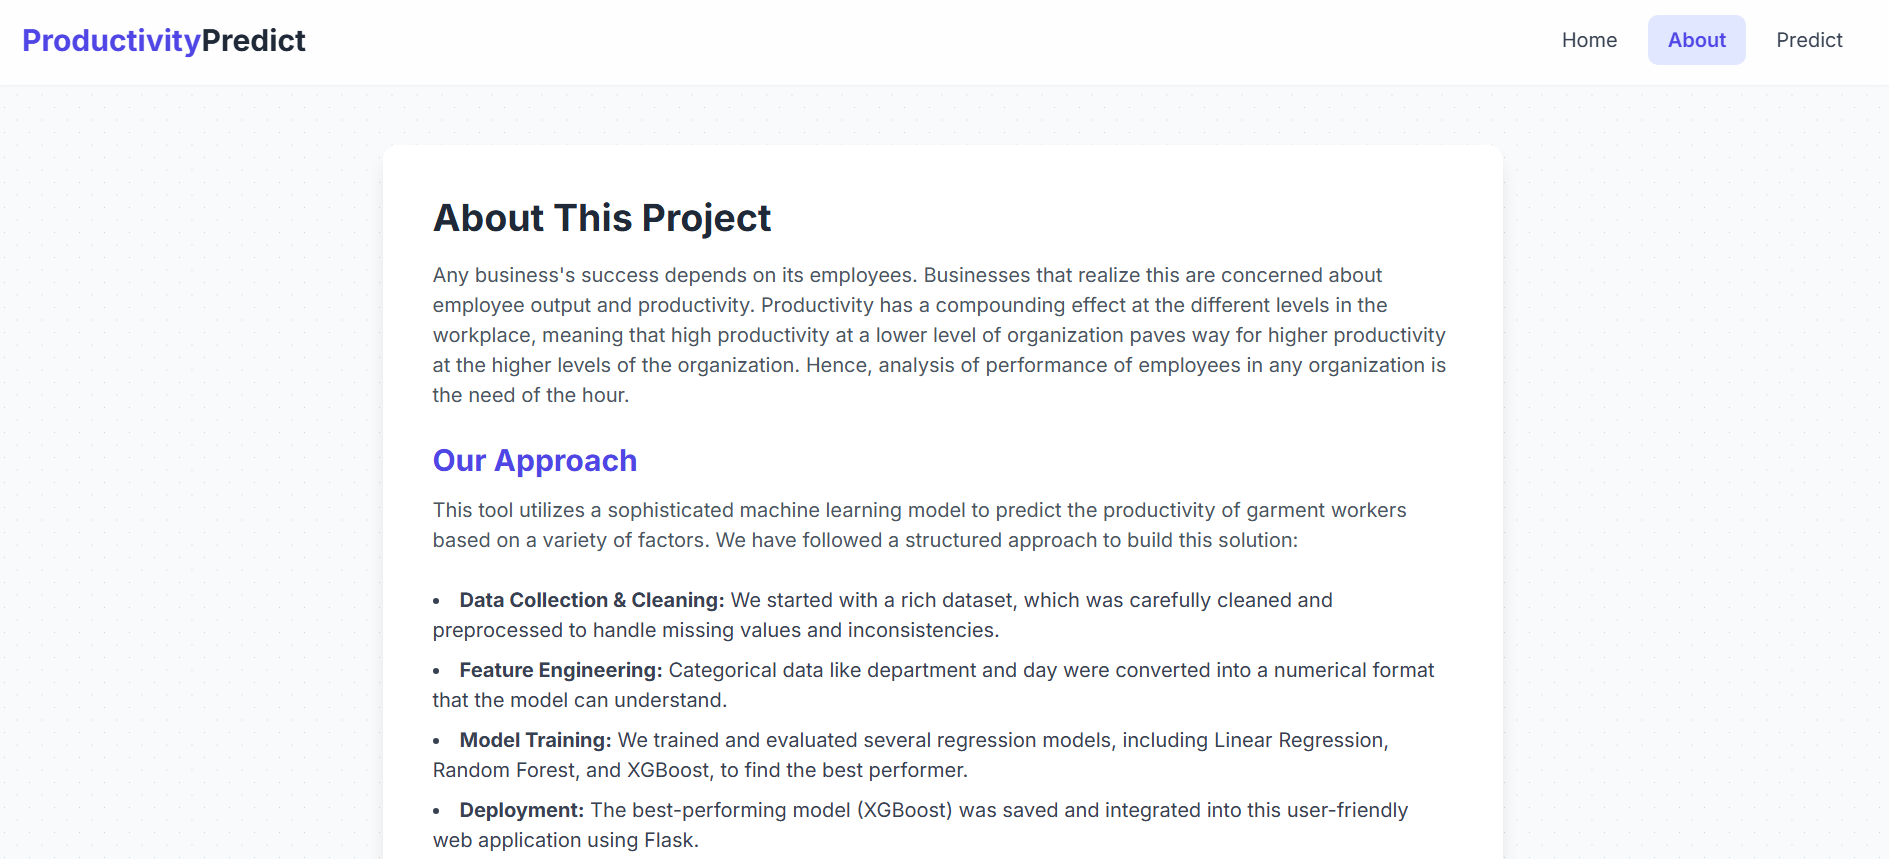 ProductivityPredict
Home
About
Predict
About This Project
Any business's success depends on its employees. Businesses that realize this are concerned about
employee output and productivity. Productivity has a compounding effect at the different levels in the
workplace, meaning that high productivity at a lower level of organization paves way for higher productivity
at the higher levels of the organization. Hence, analysis of performance of employees in any organization is
the need of the hour.
Our Approach
This tool utilizes a sophisticated machine learning model to predict the productivity of garment workers
based on a variety of factors. We have followed a structured approach to build this solution:
• Data Collection & Cleaning: We started with a rich dataset, which was carefully cleaned and
preprocessed to handle missing values and inconsistencies.
• Feature Engineering: Categorical data like department and day were converted into a numerical format
that the model can understand.
• Model Training: We trained and evaluated several regression models, including Linear Regression,
Random Forest, and XGBoost, to find the best performer.
• Deployment: The best-performing model (XGBoost) was saved and integrated into this user-friendly
web application using Flask.